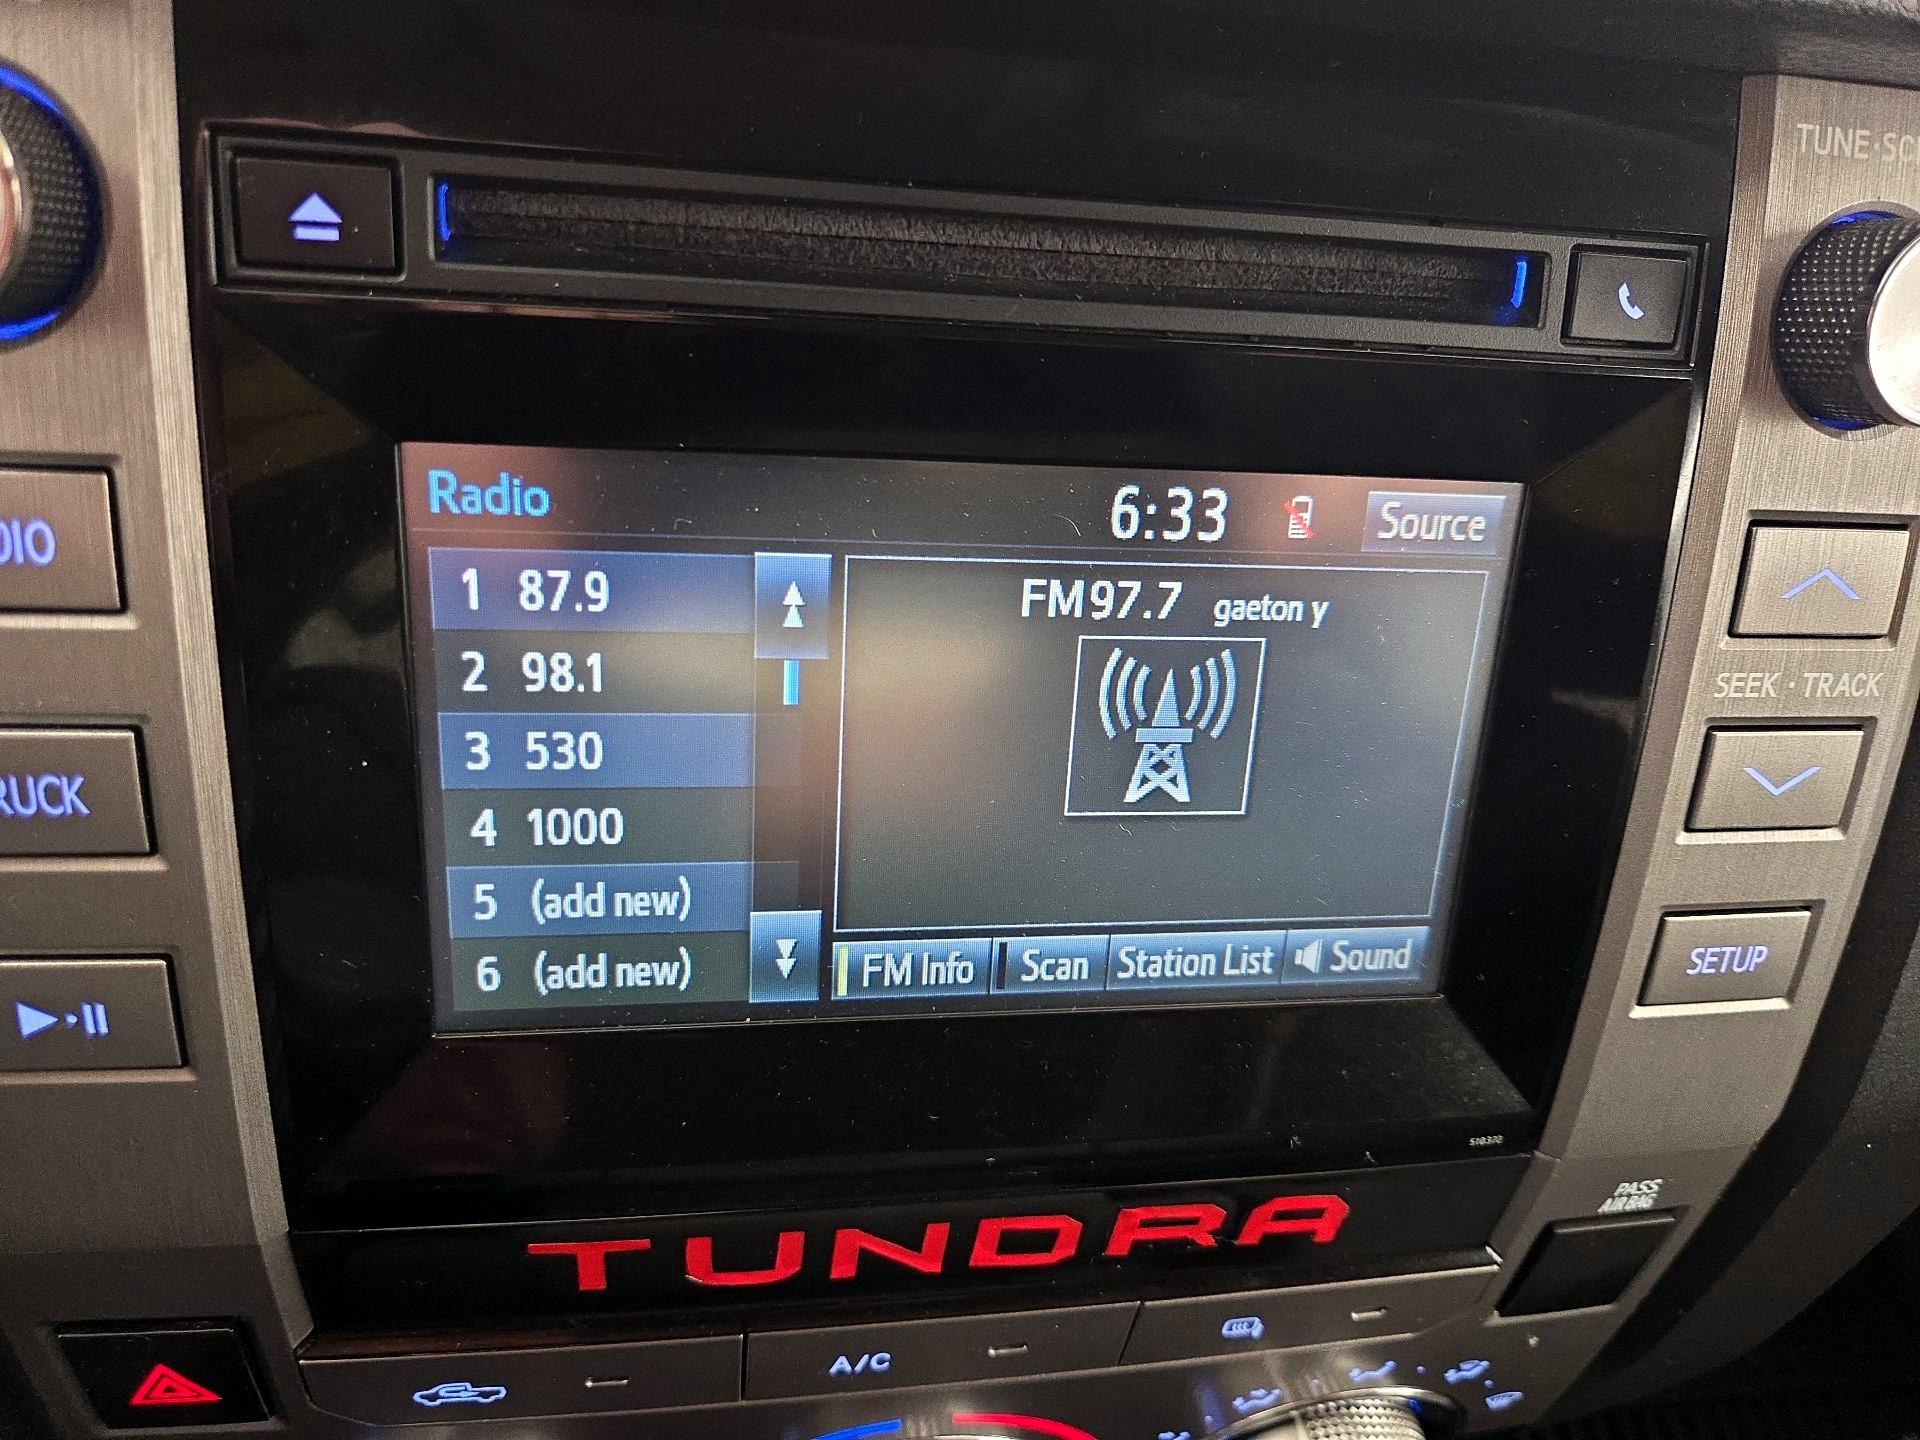 TUNE·SC
Radio
6:33
Source
1 87.9
2 98.1
3 530
4 1000
5 (add new)
6 (add new)
FM97.7 gaeton y
FM Info
Scan
Station List
Sound
DIO
RUCK
SEEK · TRACK
SETUP
510373
TUNDRA
PASS
AIR BAG
A/C